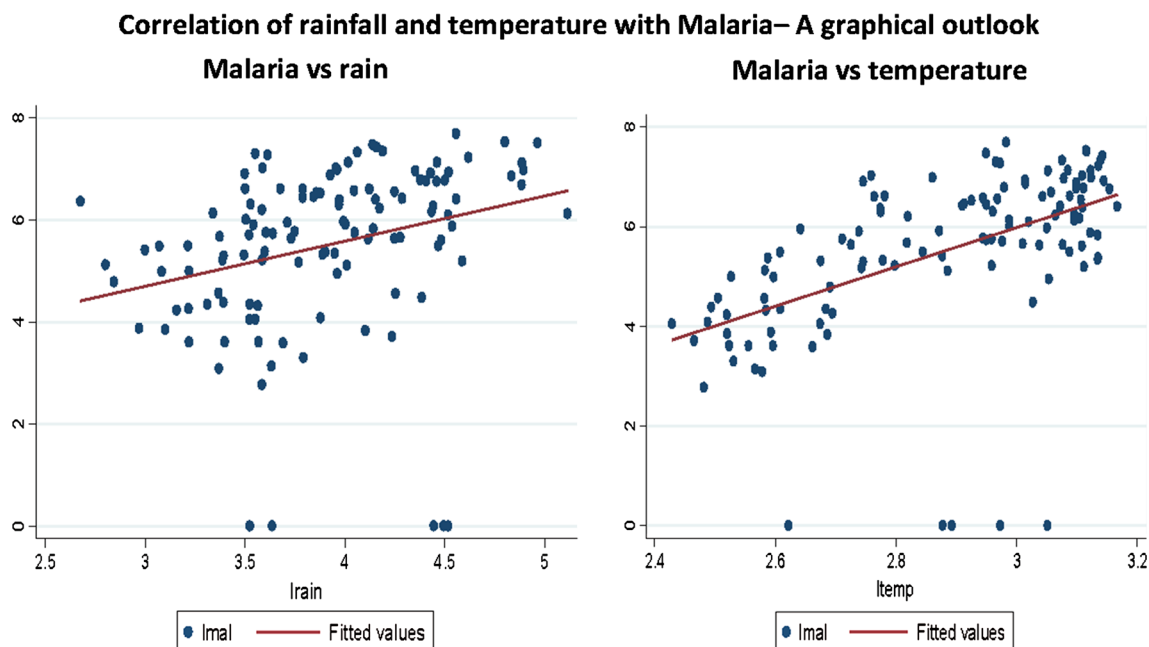 Correlation of rainfall and temperature with Malaria– A graphical outlook
Malaria vs rain
8
6
4
2
0
2.5 3 3.5 4 4.5 5
lrain
lmal Fitted values
Malaria vs temperature
8
6
4
2
0
2.4 2.6 2.8 3 3.2
ltemp
lmal Fitted values